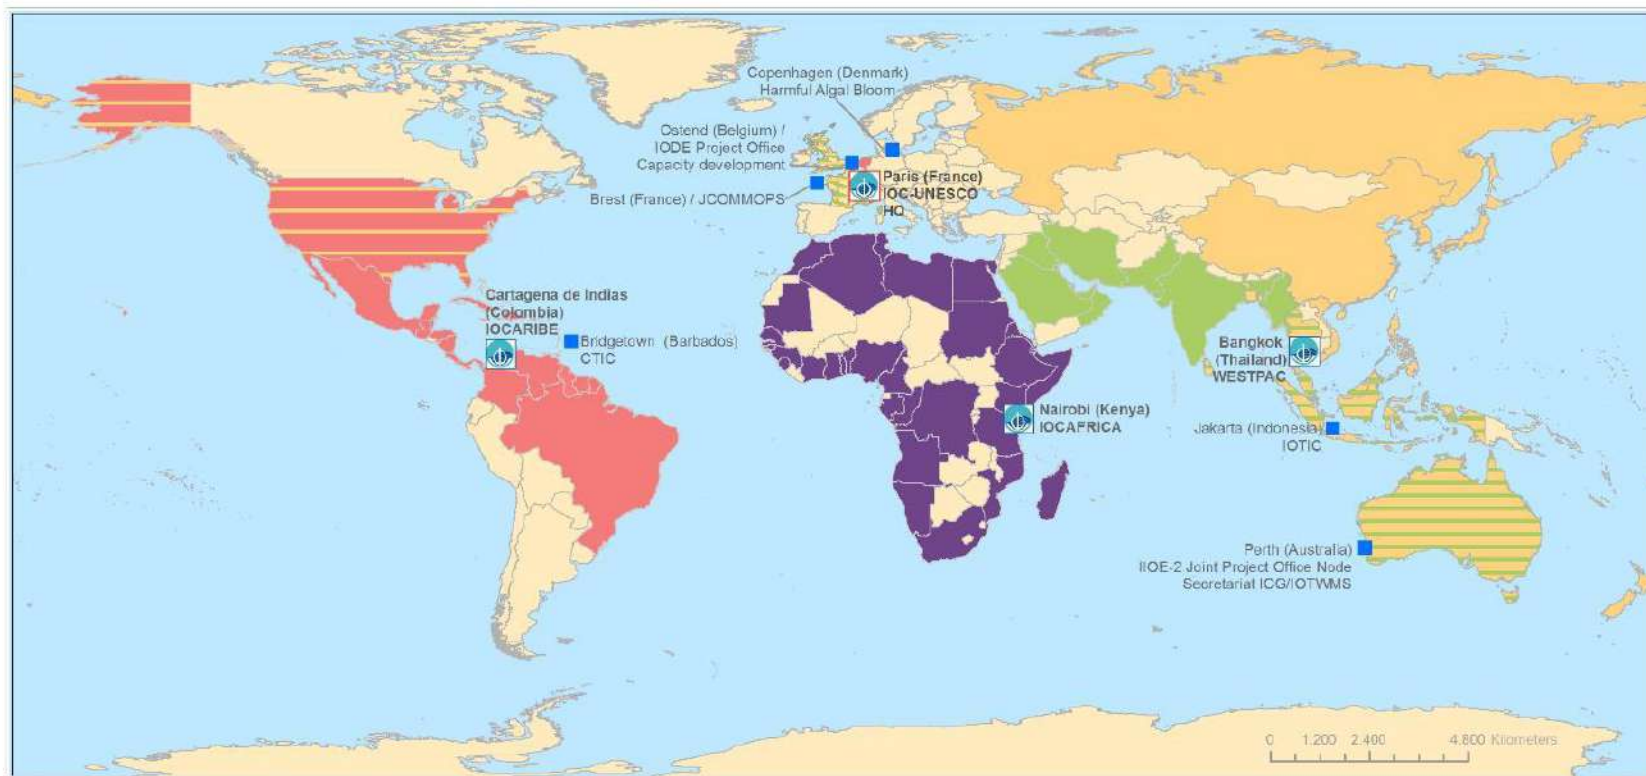 Copenhagen (Denmark)
Harmful Algal Bloom
Ostend (Belgium) /
IODE Project Office
Capacity development
Paris (France)
IOC-UNESCO
HQ
Brest (France) / JCOMMOPS
Cartagena de Indias
(Colombia)
IOCARIBE
Bridgetown (Barbados)
CTIC
Bangkok
(Thailand)
WESTPAC
Nairobi (Kenya)
IOCAFRICA
Jakarta (Indonesia)
IOTIC
Perth (Australia)
IIOE-2 Joint Project Office Node
Secretariat ICG/IOTWMS
0 1.200 2.400 4.800 Kilometers